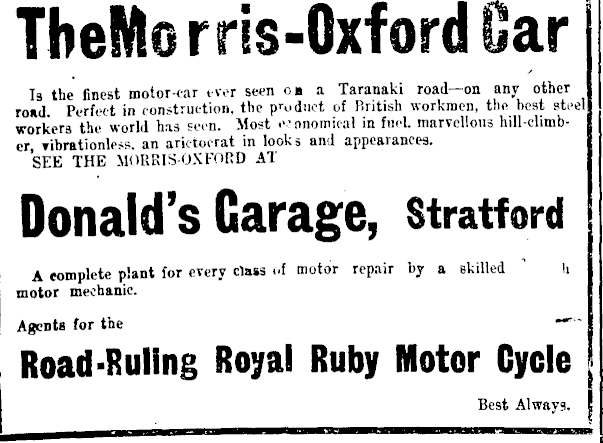 The Morris-Oxford Car
Is the finest motor-car ever seen on a Taranaki road—on any other
road. Perfect in construction, the product of British workmen, the best steel
workers the world has seen. Most economical in fuel, marvellous hill-climb-
er, vibrationless, an arictocrat in looks and appearances.
SEE THE MORRIS-OXFORD AT
Donald's Garage, Stratford
A complete plant for every class of motor repair by a skilled
motor mechanic.
Agents for the
Road-Ruling Royal Ruby Motor Cycle
Best Always.